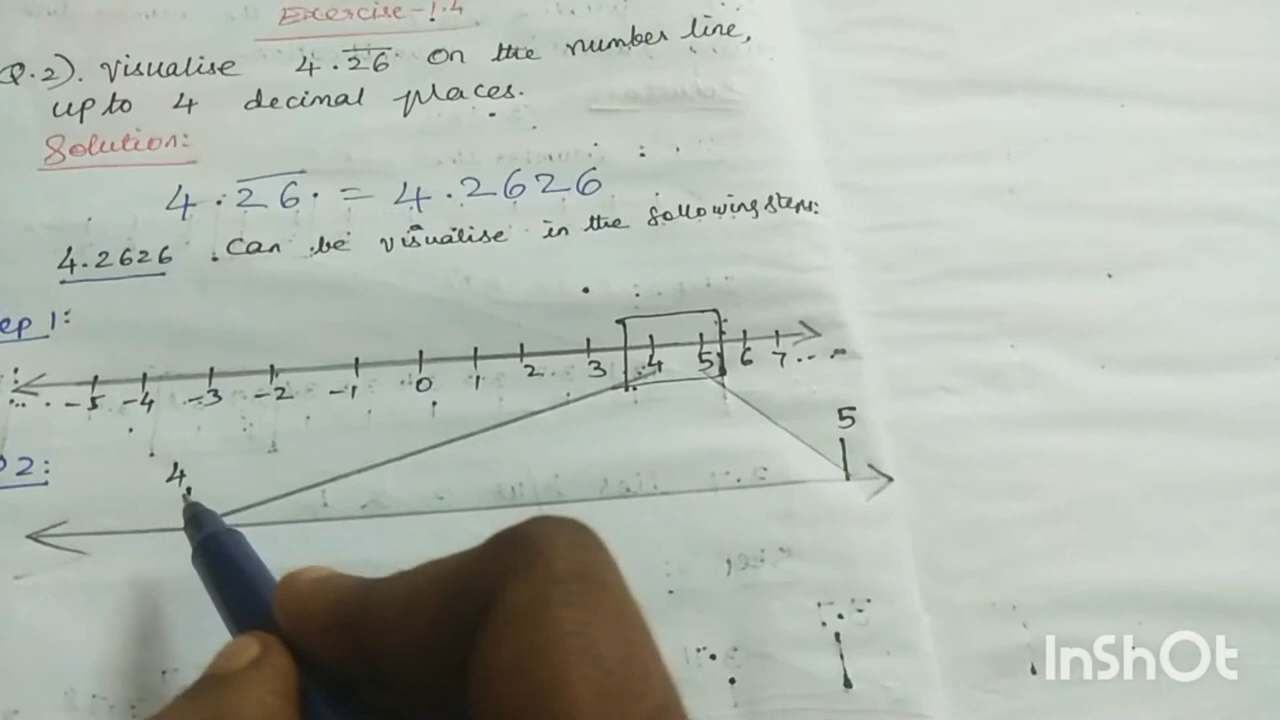 Exercise-1.4
Q.2). Visualise 4.2̅6̅ on the number line,
upto 4 decimal places.
Solution:
4.2̅6̅. = 4.2626
4.2626 . Can be visualise in the following steps:
ep 1:
... -5 -4 -3 -2 -1 0 1 2 3 4 5 6 7 ...
2:
4 5
InShOt